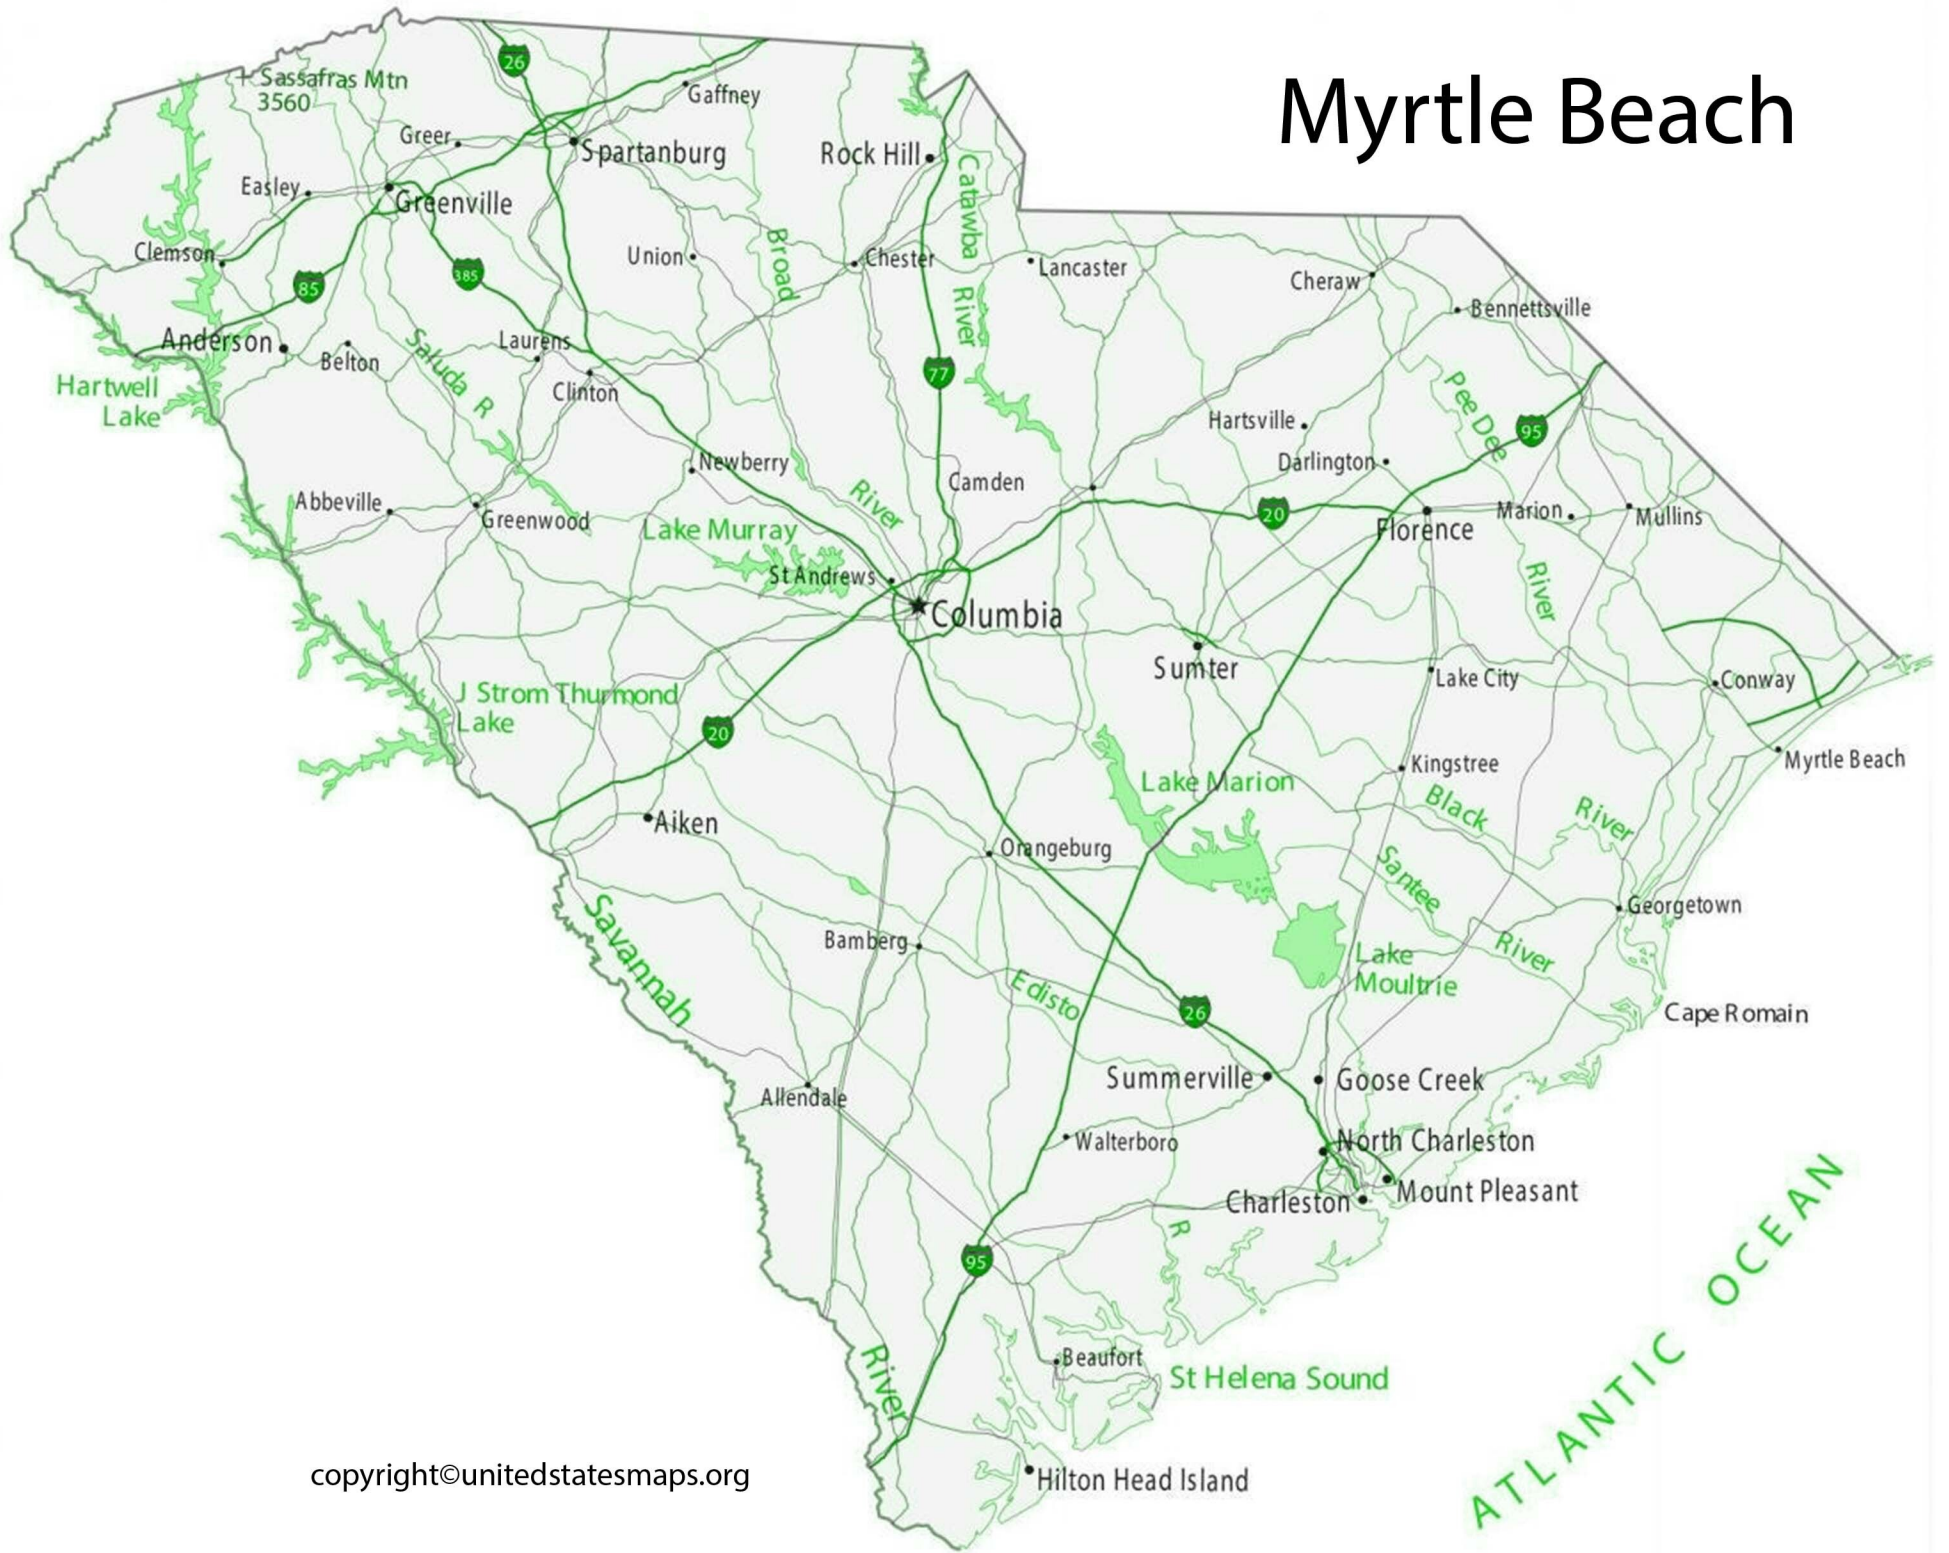 Myrtle Beach
26
Sassafras Mtn
3560
Gaffney
Greer
Spartanburg
Rock Hill
Easley
Greenville
Catawba River
Clemson
Union
Broad
Chester
Lancaster
Cheraw
385
85
Bennettsville
Anderson
Laurens
Belton
Saluda R
77
Clinton
Hartwell
Lake
Pee Dee
Hartsville
95
Newberry
Darlington
Camden
Abbeville
River
Greenwood
20
Marion
Mullins
Florence
Lake Murray
St Andrews
River
Columbia
Sumter
Lake City
Conway
J Strom Thurmond
Lake
20
Myrtle Beach
Kingstree
Lake Marion
Black
River
Aiken
Orangeburg
Santee
Georgetown
Savannah
Bamberg
River
Lake
Moultrie
Edisto
26
Cape Romain
Summerville
Goose Creek
Allendale
Walterboro
North Charleston
Mount Pleasant
Charleston
R
95
ATLANTIC OCEAN
River
Beaufort
St Helena Sound
copyright©unitedstatesmaps.org
Hilton Head Island